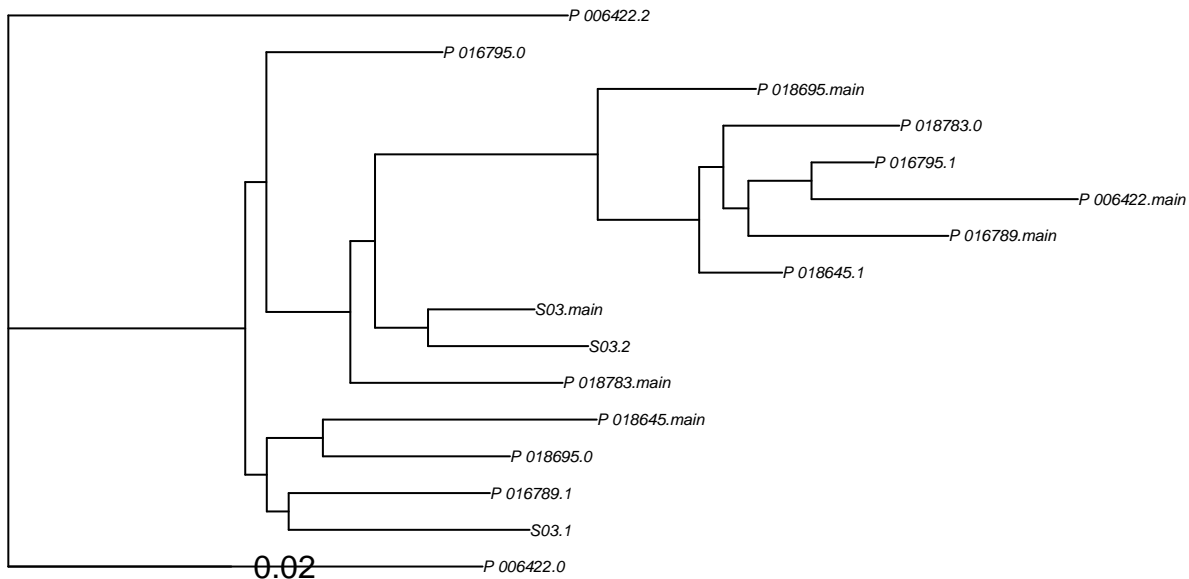 P 006422.2
P 016795.0
P 018695.main
P 018783.0
P 016795.1
P 006422.main
P 016789.main
P 018645.1
S03.main
S03.2
P 018783.main
P 018645.main
P 018695.0
P 016789.1
S03.1
0.02
P 006422.0